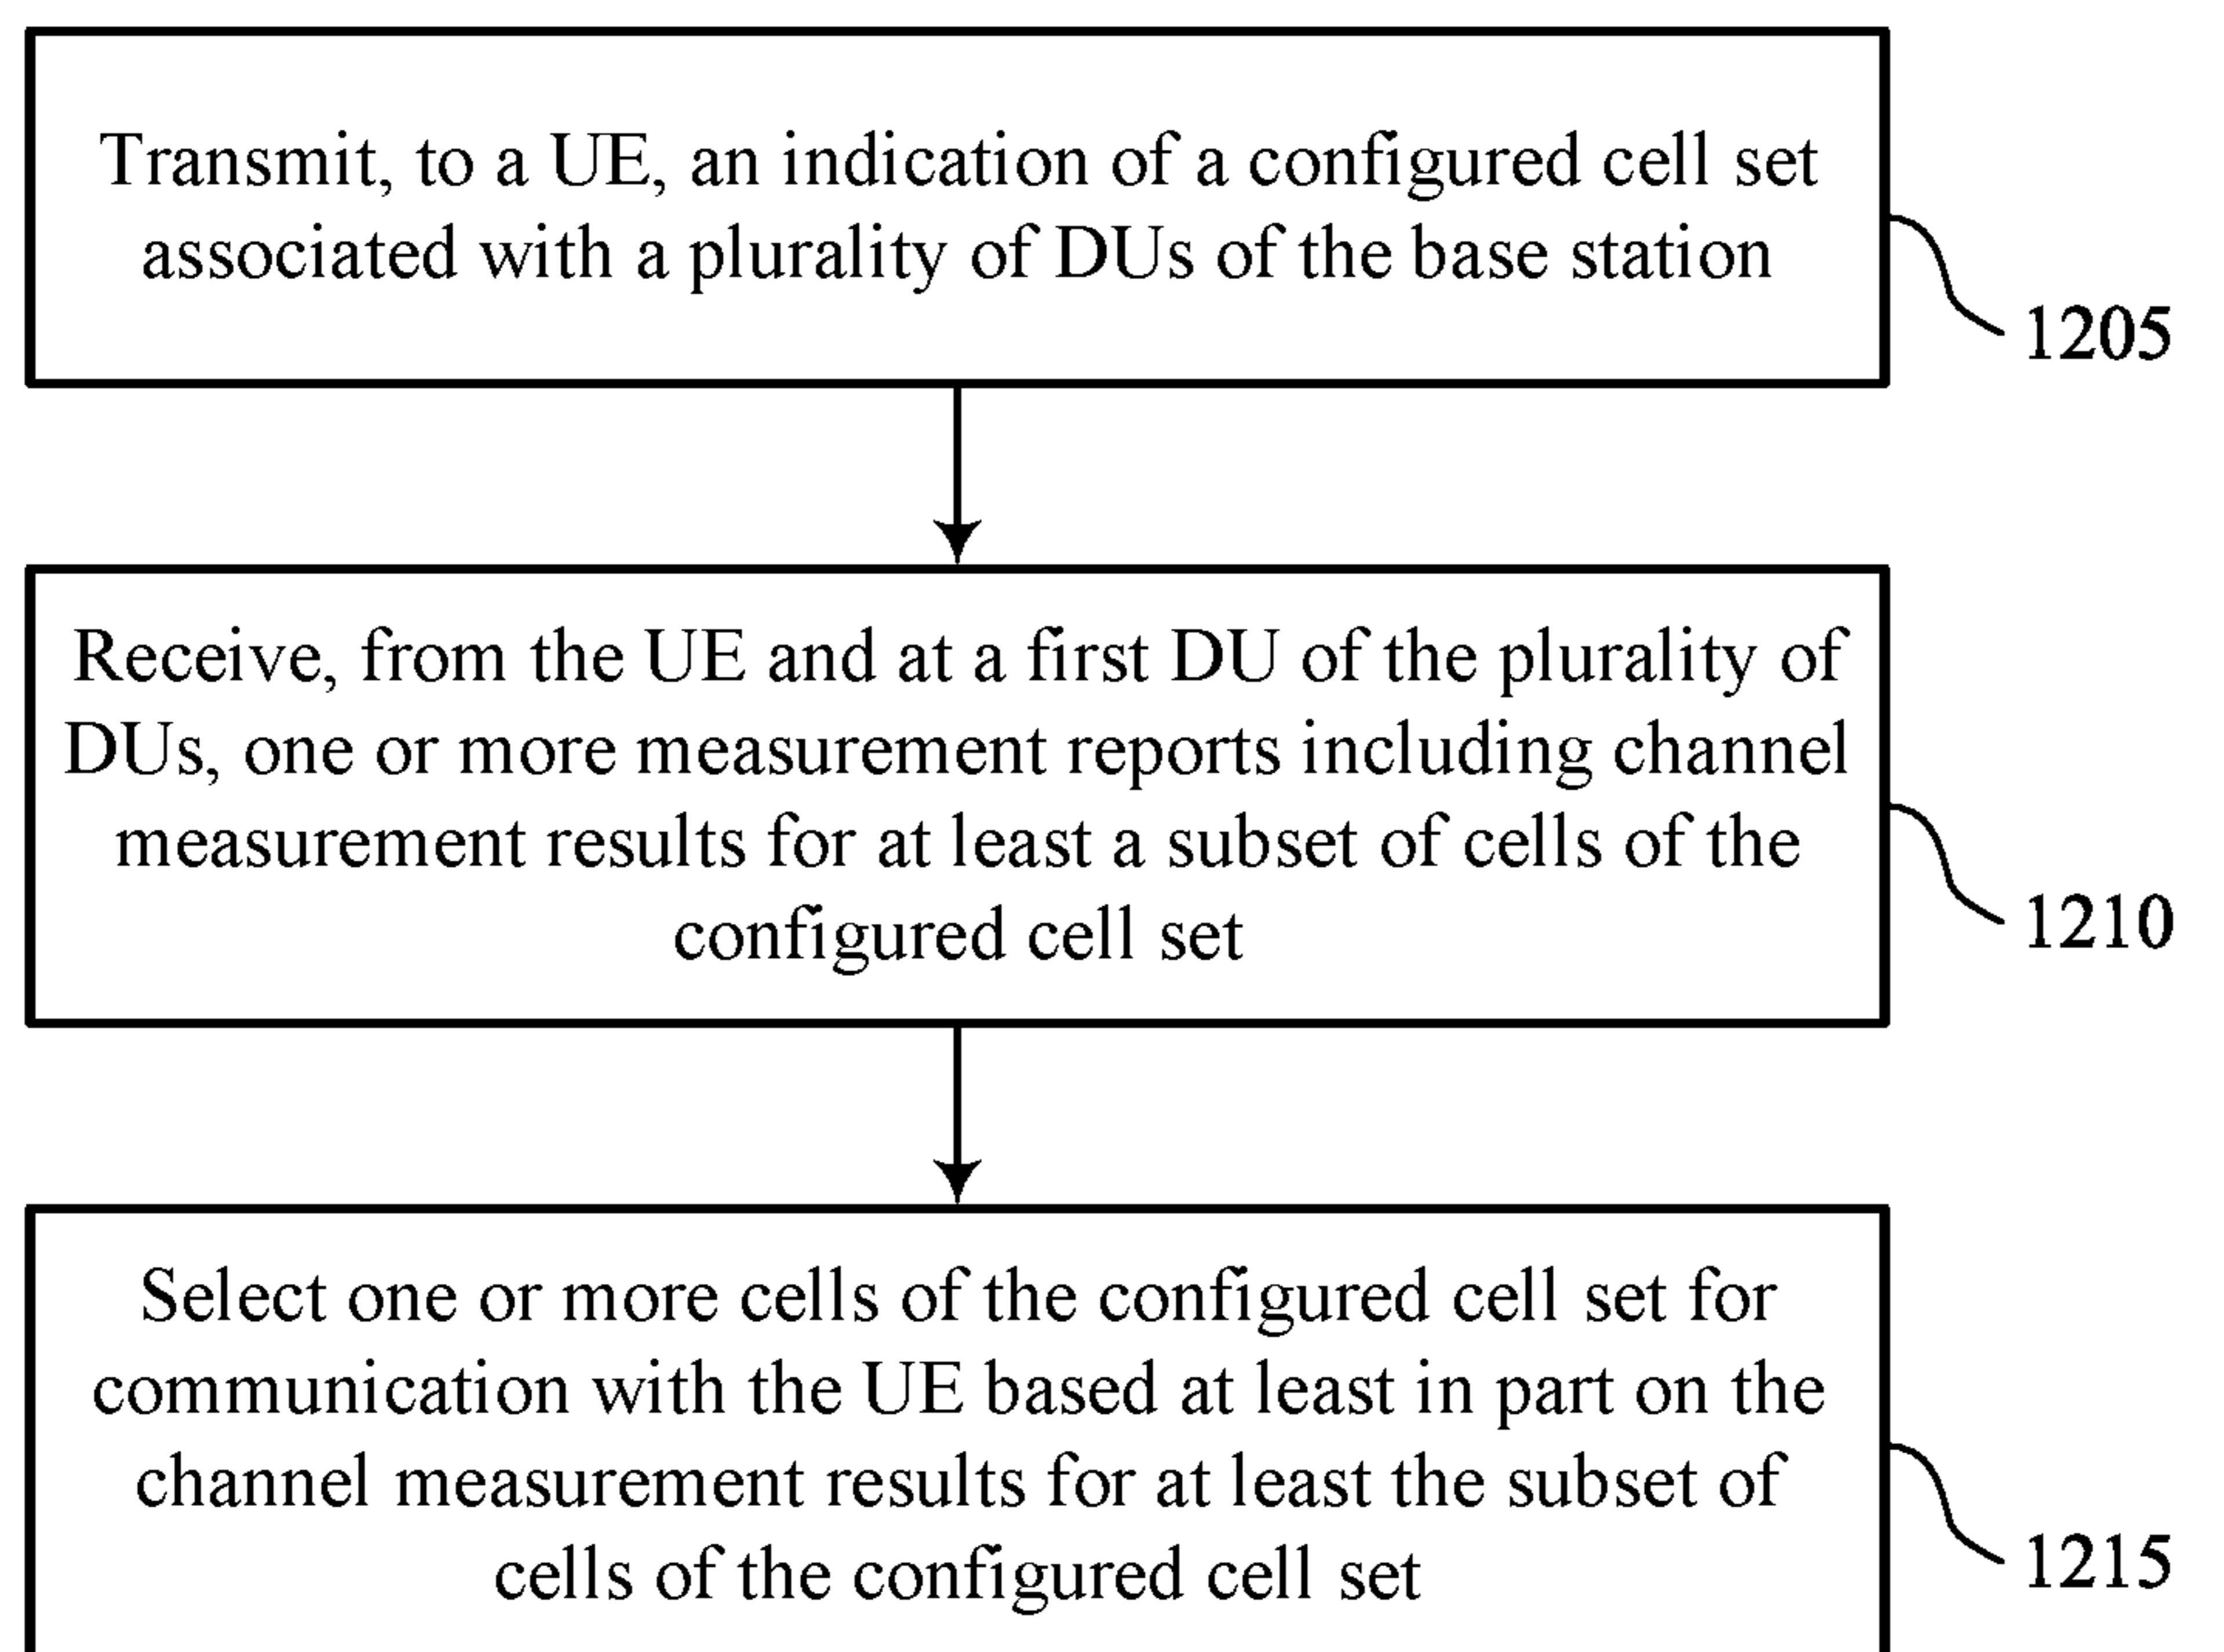 Transmit, to a UE, an indication of a configured cell set
associated with a plurality of DUs of the base station
1205
Receive, from the UE and at a first DU of the plurality of
DUs, one or more measurement reports including channel
measurement results for at least a subset of cells of the
configured cell set
1210
Select one or more cells of the configured cell set for
communication with the UE based at least in part on the
channel measurement results for at least the subset of
cells of the configured cell set
1215